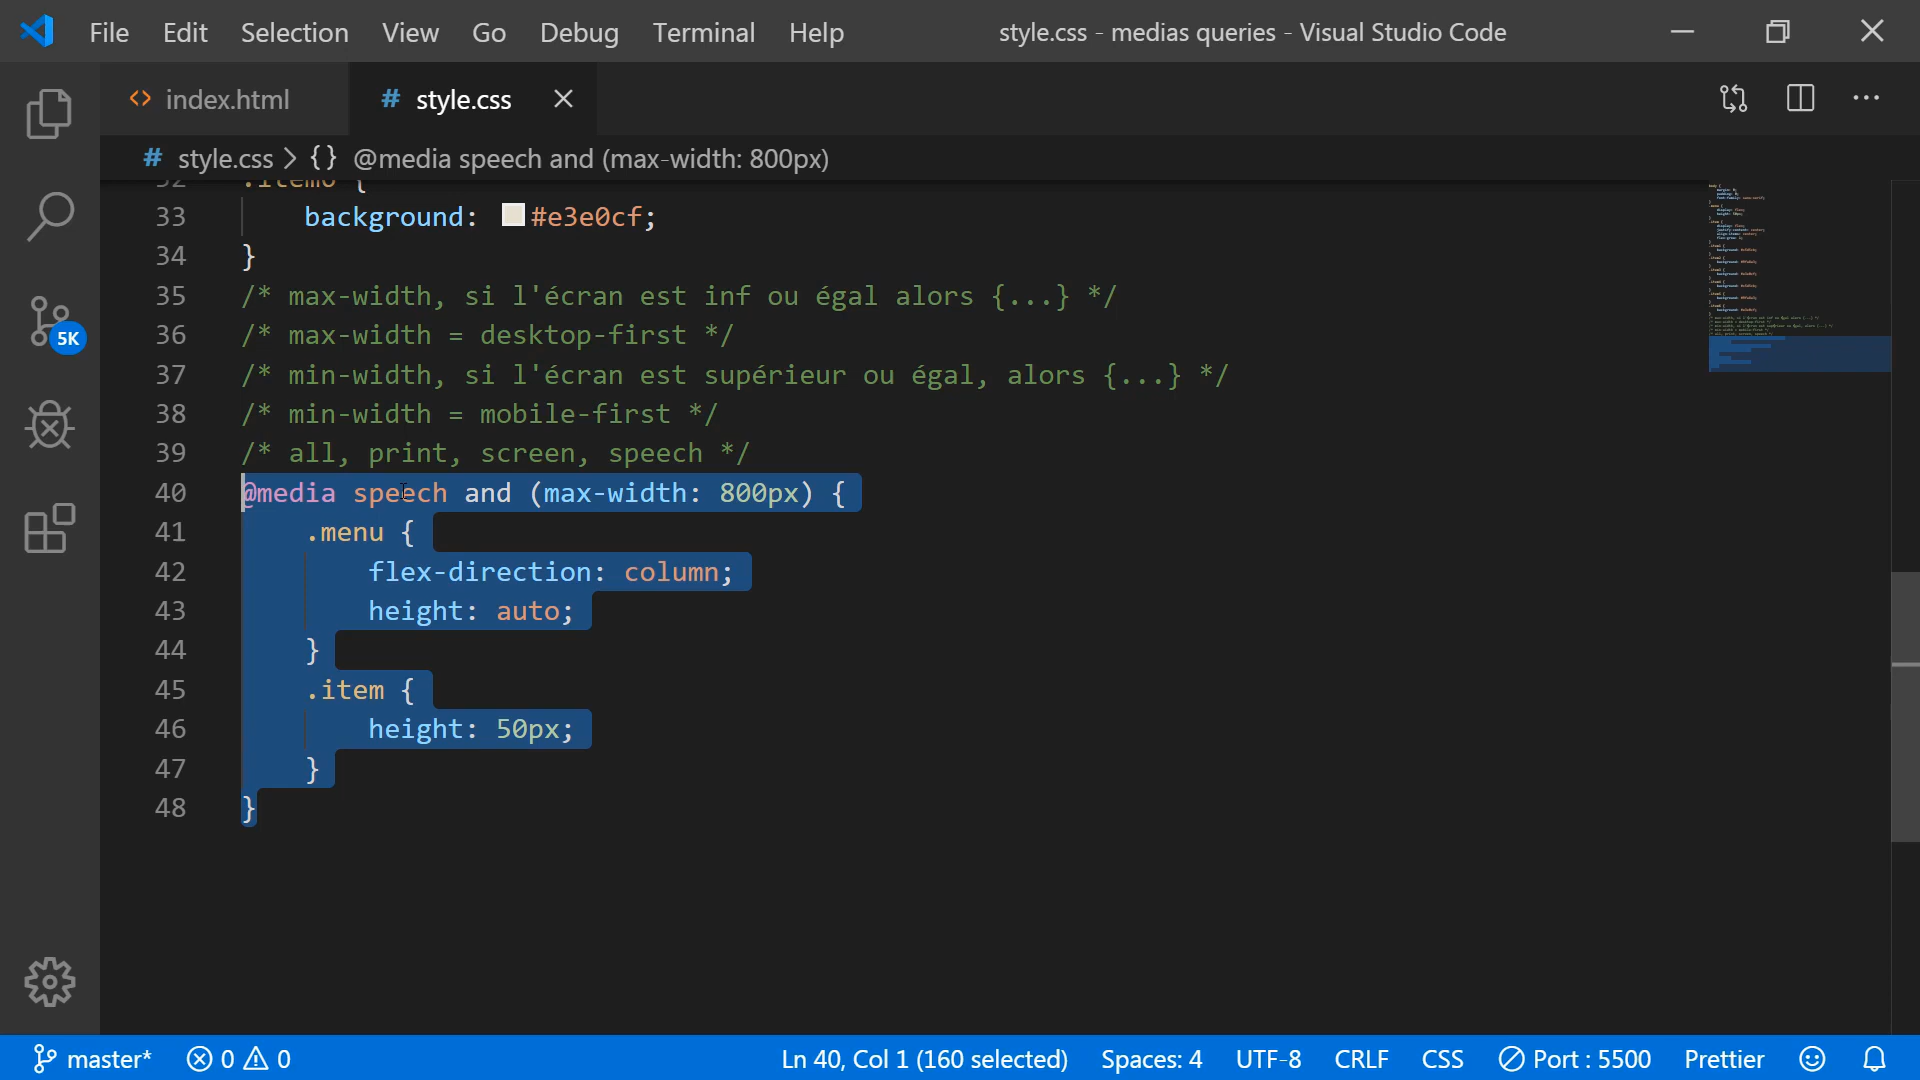 File Edit Selection View Go Debug Terminal Help style.css - medias queries - Visual Studio Code
<> index.html # style.css
# style.css > {} @media speech and (max-width: 800px)
33 background: #e3e0cf;
34 }
35 /* max-width, si l'écran est inf ou égal alors {...} */
36 /* max-width = desktop-first */
37 /* min-width, si l'écran est supérieur ou égal, alors {...} */
38 /* min-width = mobile-first */
39 /* all, print, screen, speech */
40 @media speech and (max-width: 800px) {
41 .menu {
42 flex-direction: column;
43 height: auto;
44 }
45 .item {
46 height: 50px;
47 }
48 }
5K
master* 0 0 Ln 40, Col 1 (160 selected) Spaces: 4 UTF-8 CRLF CSS Port : 5500 Prettier